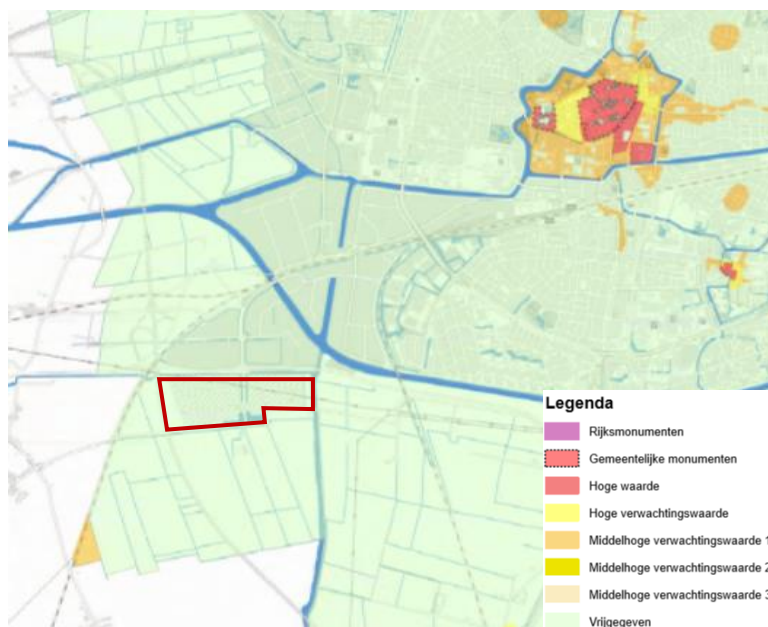 Legenda
Rijksmonumenten
Gemeentelijke monumenten
Hoge waarde
Hoge verwachtingswaarde
Middelhoge verwachtingswaarde 1
Middelhoge verwachtingswaarde 2
Middelhoge verwachtingswaarde 3
Vrijgegeven